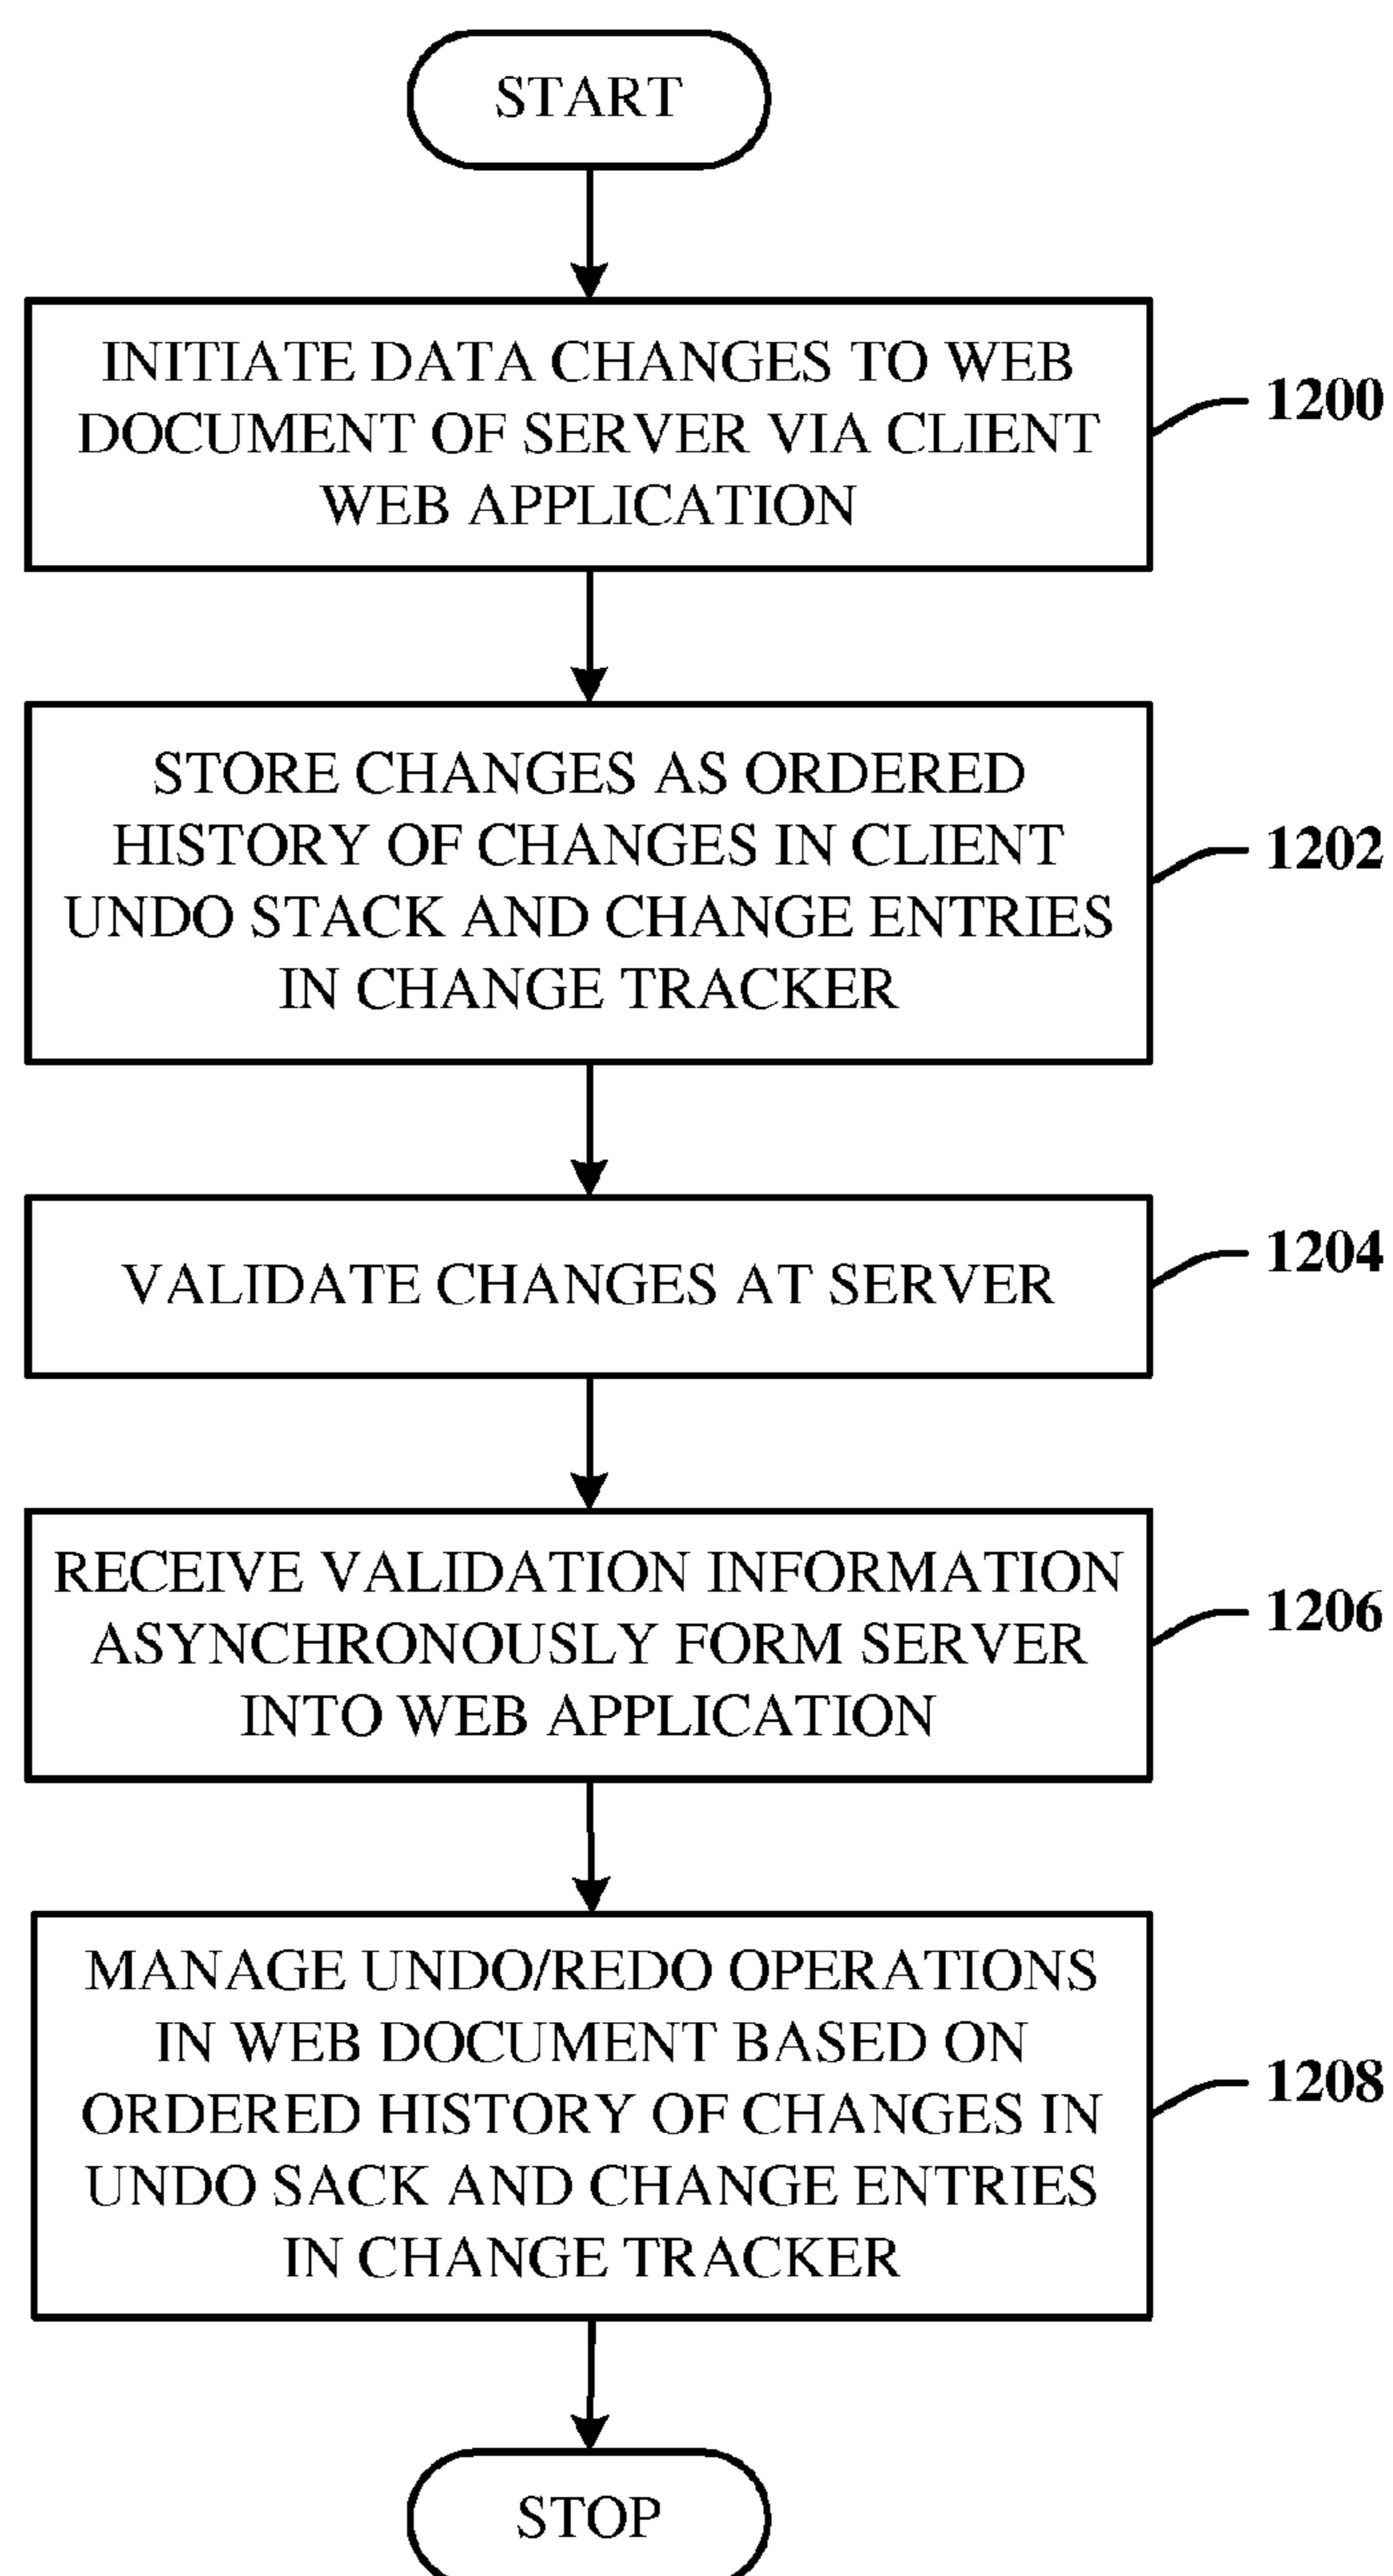 START
INITIATE DATA CHANGES TO WEB
DOCUMENT OF SERVER VIA CLIENT
WEB APPLICATION
1200
STORE CHANGES AS ORDERED
HISTORY OF CHANGES IN CLIENT
UNDO STACK AND CHANGE ENTRIES
IN CHANGE TRACKER
1202
VALIDATE CHANGES AT SERVER
1204
RECEIVE VALIDATION INFORMATION
ASYNCHRONOUSLY FORM SERVER
INTO WEB APPLICATION
1206
MANAGE UNDO/REDO OPERATIONS
IN WEB DOCUMENT BASED ON
ORDERED HISTORY OF CHANGES IN
UNDO SACK AND CHANGE ENTRIES
IN CHANGE TRACKER
1208
STOP